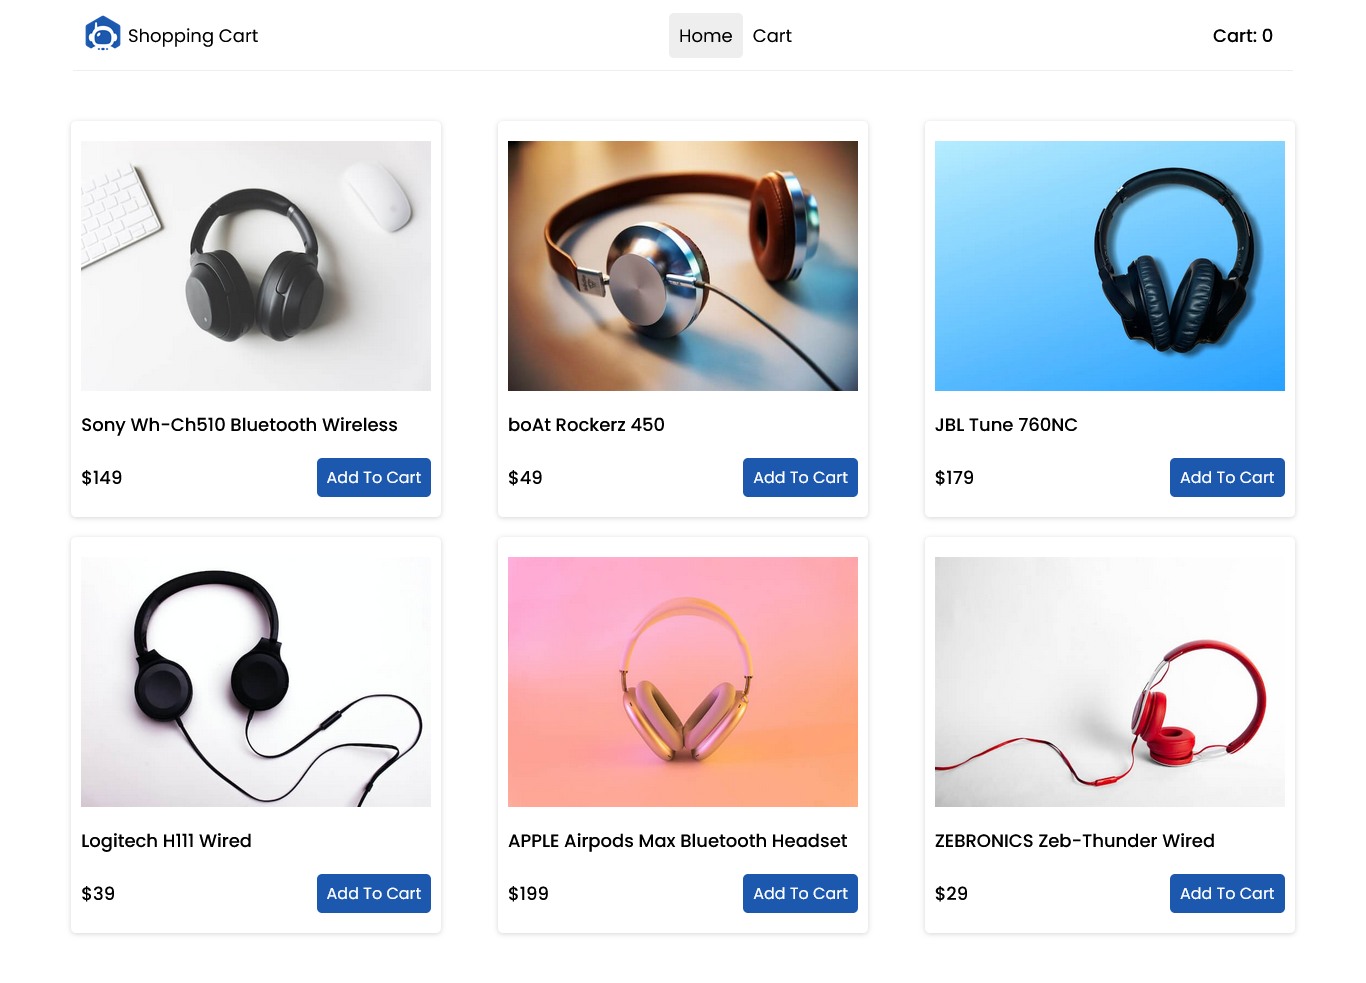 Shopping Cart
Home
Cart
Cart: 0
Sony Wh-Ch510 Bluetooth Wireless
$149
Add To Cart
boAt Rockerz 450
$49
Add To Cart
JBL Tune 760NC
$179
Add To Cart
Logitech H111 Wired
$39
Add To Cart
APPLE Airpods Max Bluetooth Headset
$199
Add To Cart
ZEBRONICS Zeb-Thunder Wired
$29
Add To Cart